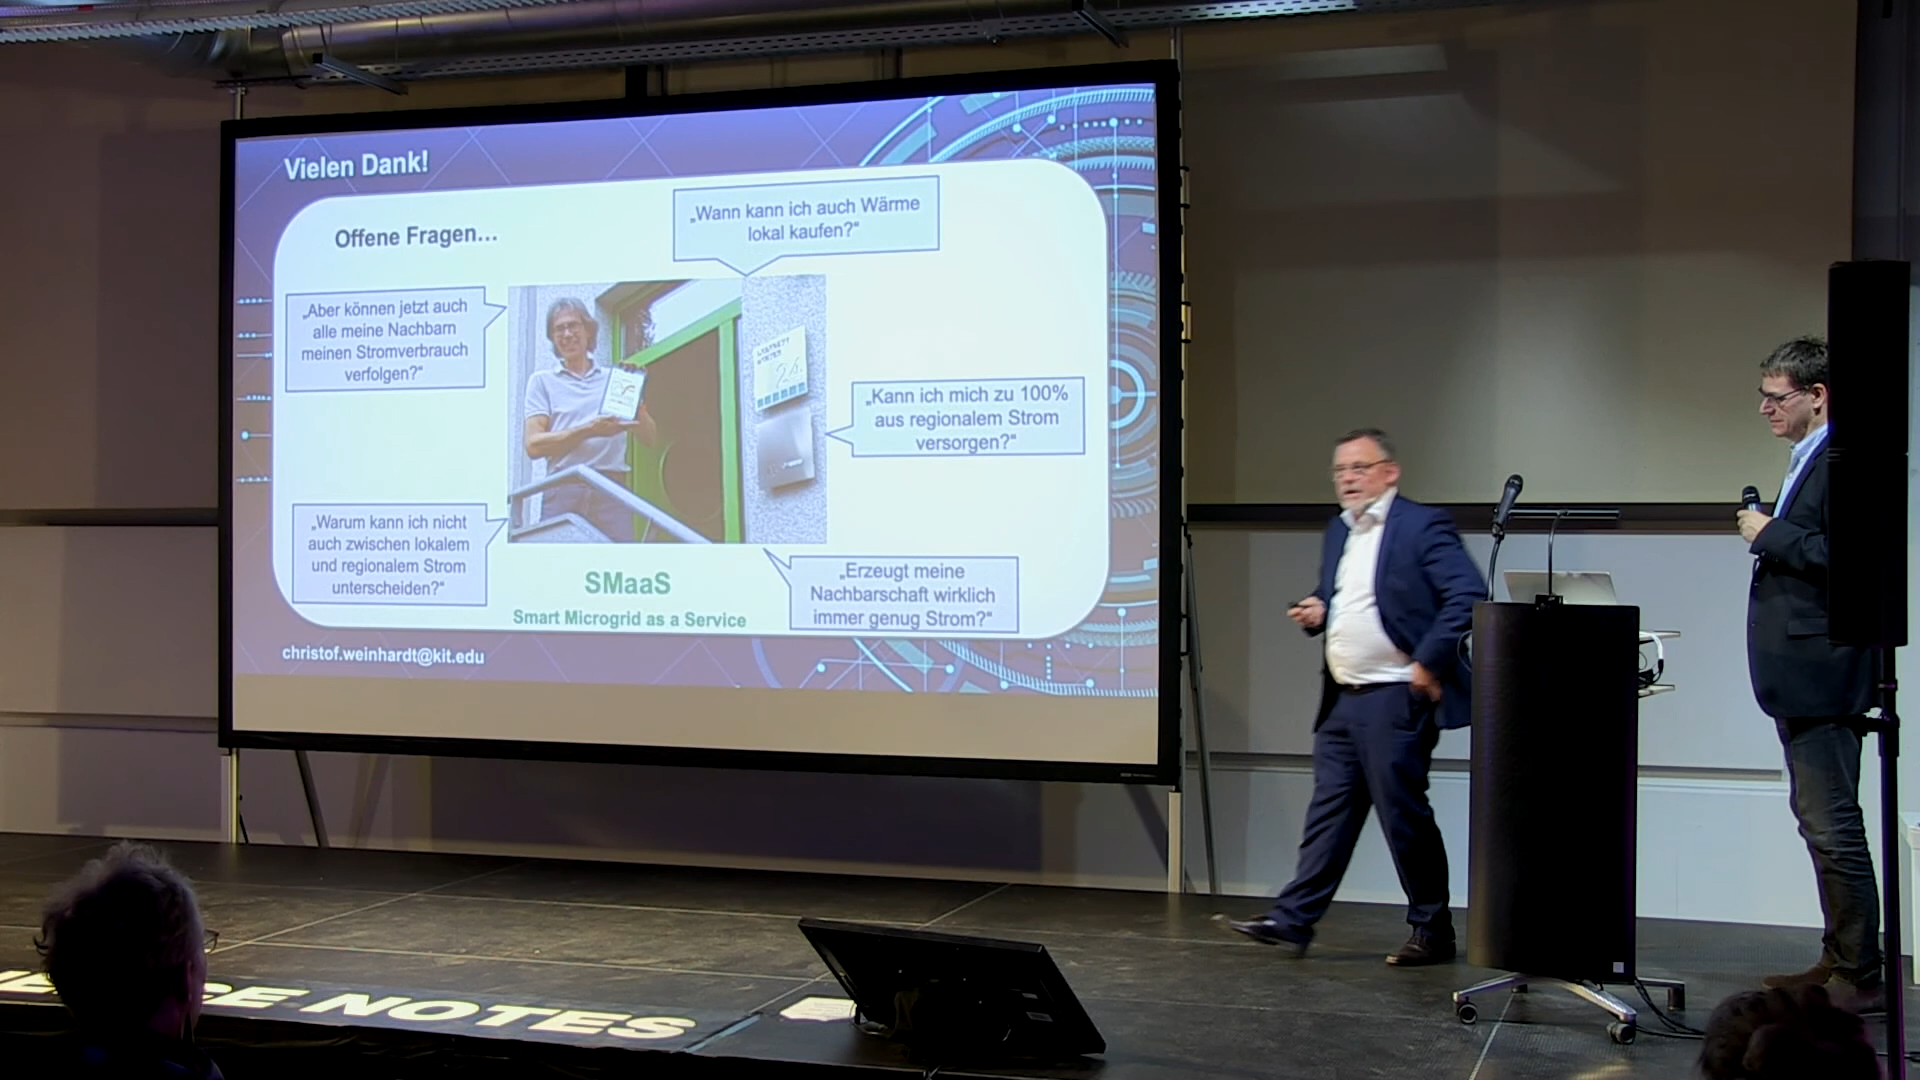 Vielen Dank!
Offene Fragen...
„Wann kann ich auch Wärme
lokal kaufen?“
„Aber können jetzt auch
alle meine Nachbarn
meinen Stromverbrauch
verfolgen?“
„Kann ich mich zu 100%
aus regionalem Strom
versorgen?“
„Warum kann ich nicht
auch zwischen lokalem
und regionalem Strom
unterscheiden?“
„Erzeugt meine
Nachbarschaft wirklich
immer genug Strom?“
SMaaS
Smart Microgrid as a Service
christof.weinhardt@kit.edu
NOTES